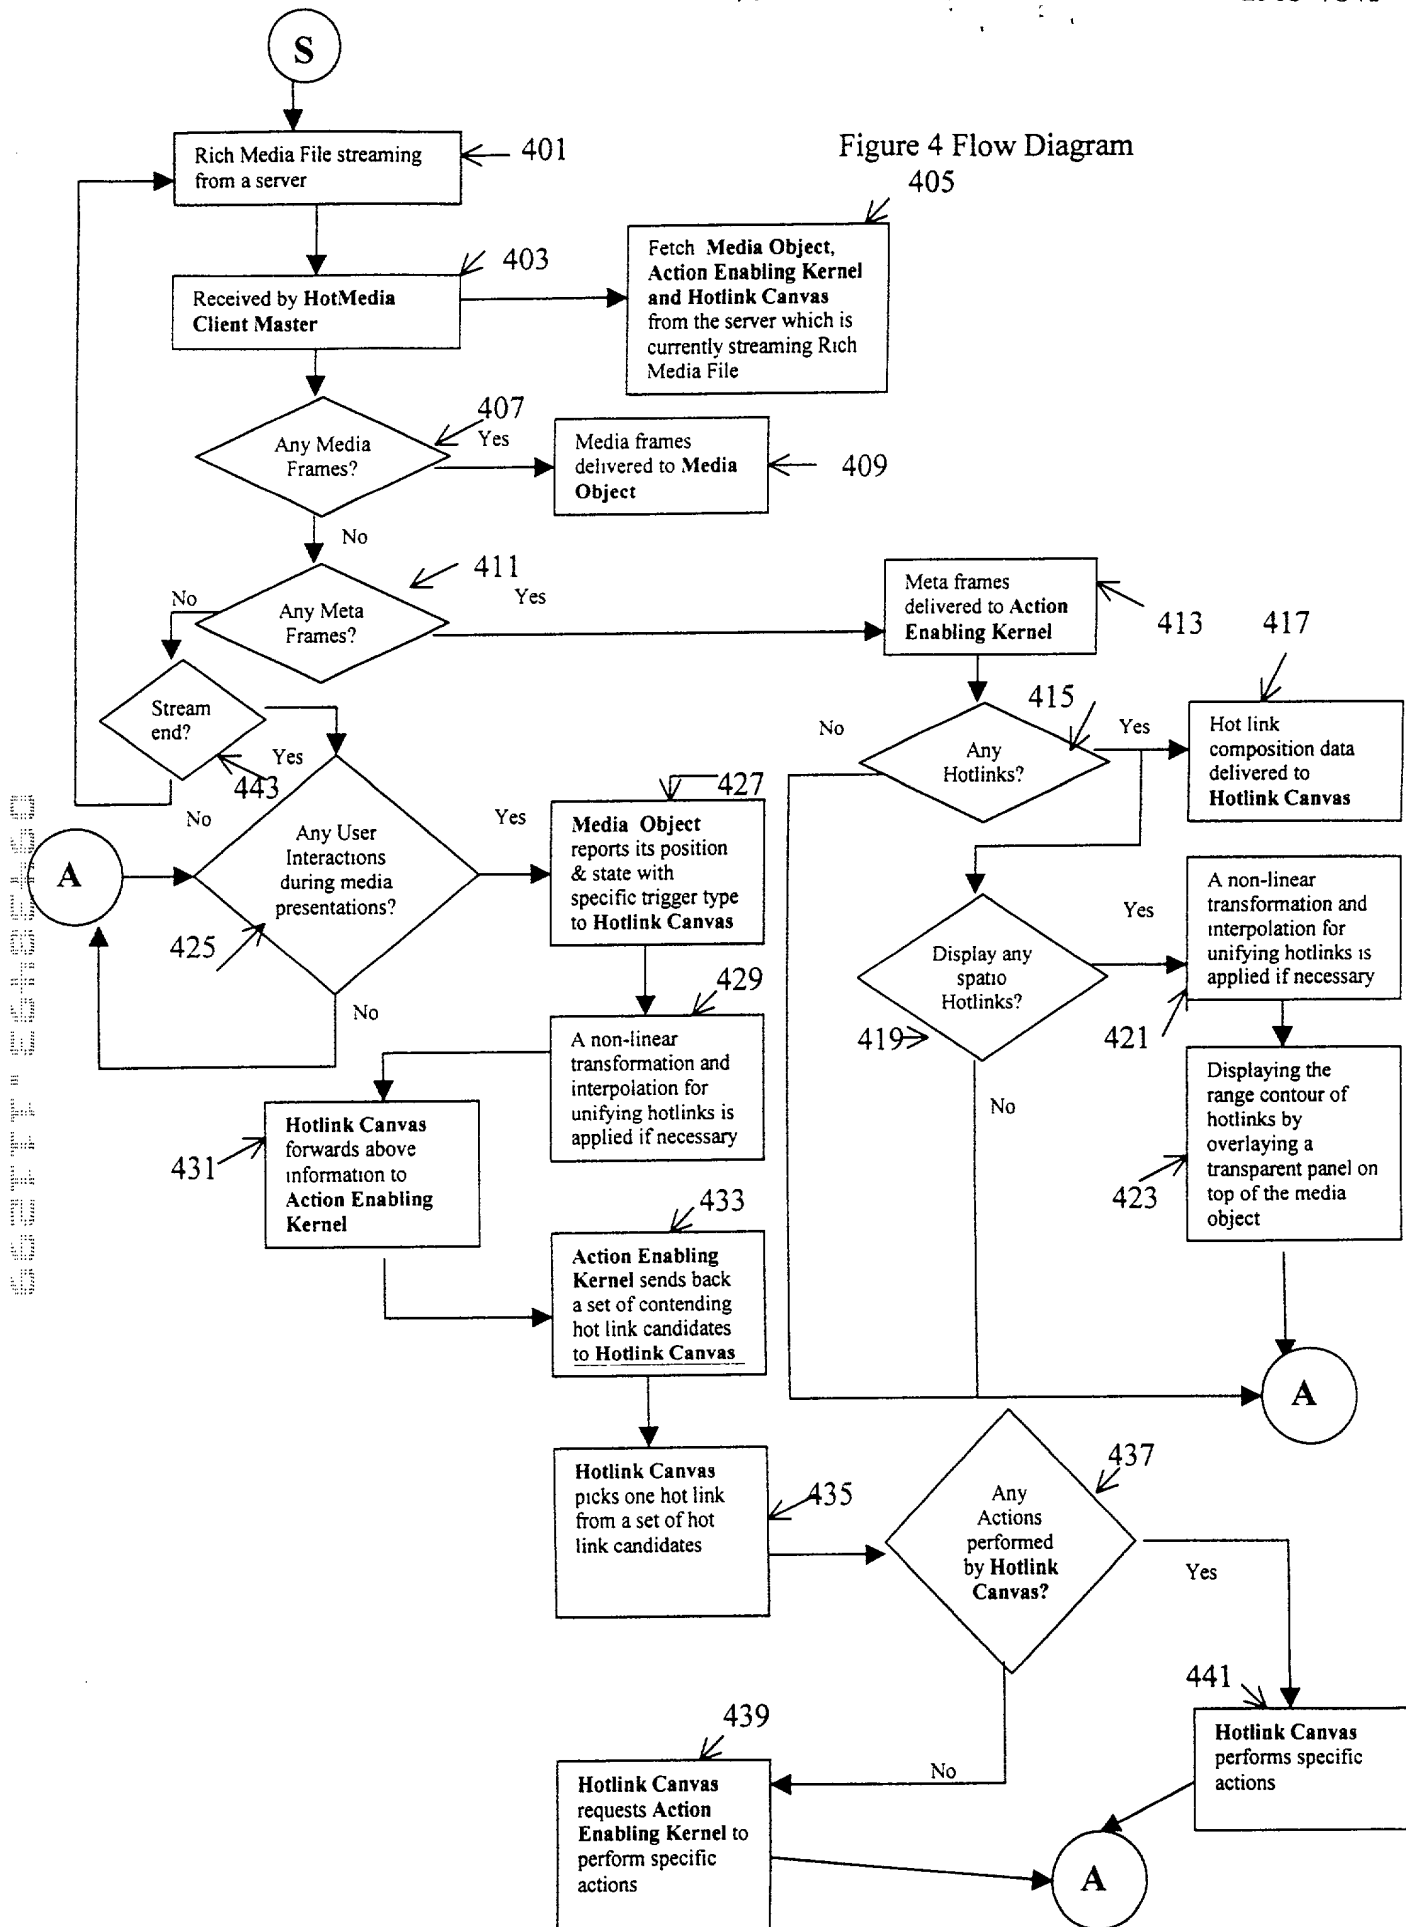 S
Rich Media File streaming
from a server
401
Figure 4 Flow Diagram
405
Fetch Media Object,
Action Enabling Kernel
and Hotlink Canvas
from the server which is
currently streaming Rich
Media File
403
Received by HotMedia
Client Master
407
Any Media
Frames?
Yes
Media frames
delivered to Media
Object
409
No
411
Any Meta
Frames?
No
Yes
Meta frames
delivered to Action
Enabling Kernel
413
417
Stream
end?
Yes
443
No
415
Any
Hotlinks?
No
Yes
Hot link
composition data
delivered to
Hotlink Canvas
427
A
Any User
Interactions
during media
presentations?
Yes
425
No
Media Object
reports its position
& state with
specific trigger type
to Hotlink Canvas
Display any
spatio
Hotlinks?
Yes
419
No
A non-linear
transformation and
interpolation for
unifying hotlinks is
applied if necessary
421
429
A non-linear
transformation and
interpolation for
unifying hotlinks is
applied if necessary
Displaying the
range contour of
hotlinks by
overlaying a
transparent panel on
top of the media
object
423
Hotlink Canvas
forwards above
information to
Action Enabling
Kernel
431
433
Action Enabling
Kernel sends back
a set of contending
hot link candidates
to Hotlink Canvas
A
Hotlink Canvas
picks one hot link
from a set of hot
link candidates
435
437
Any
Actions
performed
by Hotlink
Canvas?
Yes
No
441
Hotlink Canvas
performs specific
actions
439
Hotlink Canvas
requests Action
Enabling Kernel to
perform specific
actions
A